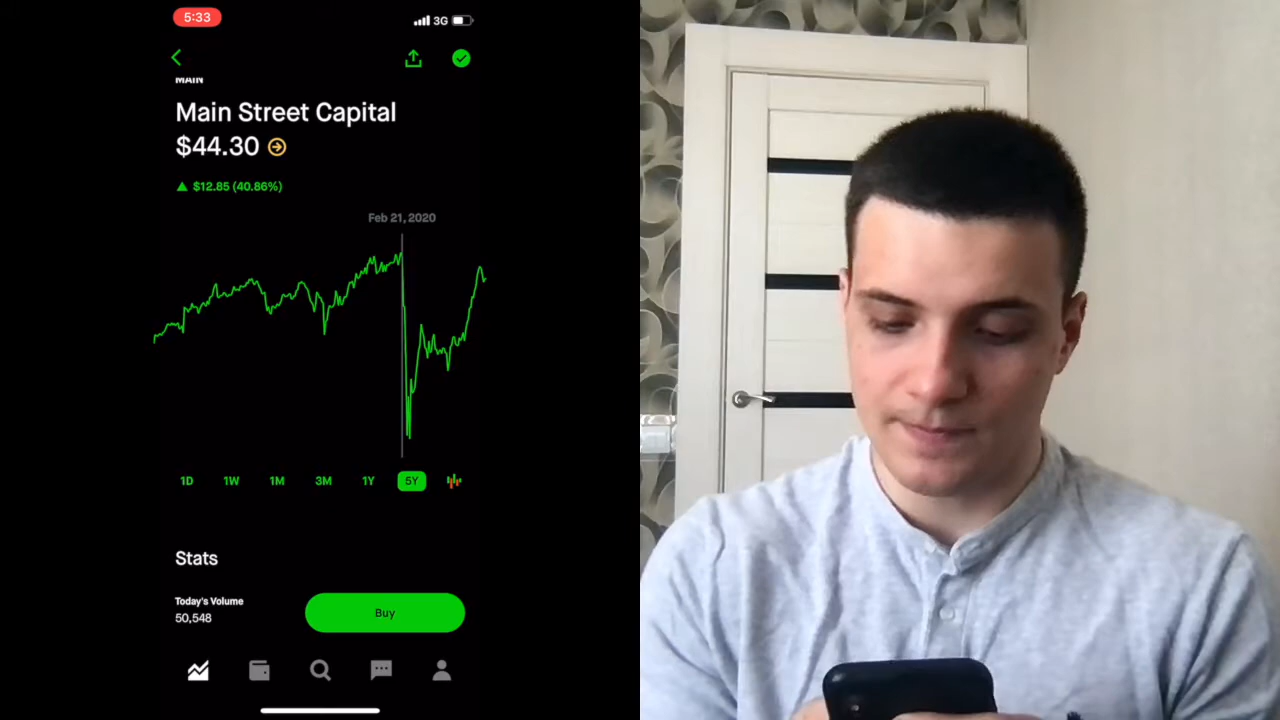 5:33
3G
MAIN
Main Street Capital
$44.30
$12.85 (40.86%)
Feb 21, 2020
1D 1W 1M 3M 1Y 5Y
Stats
Today's Volume
50,548
Buy